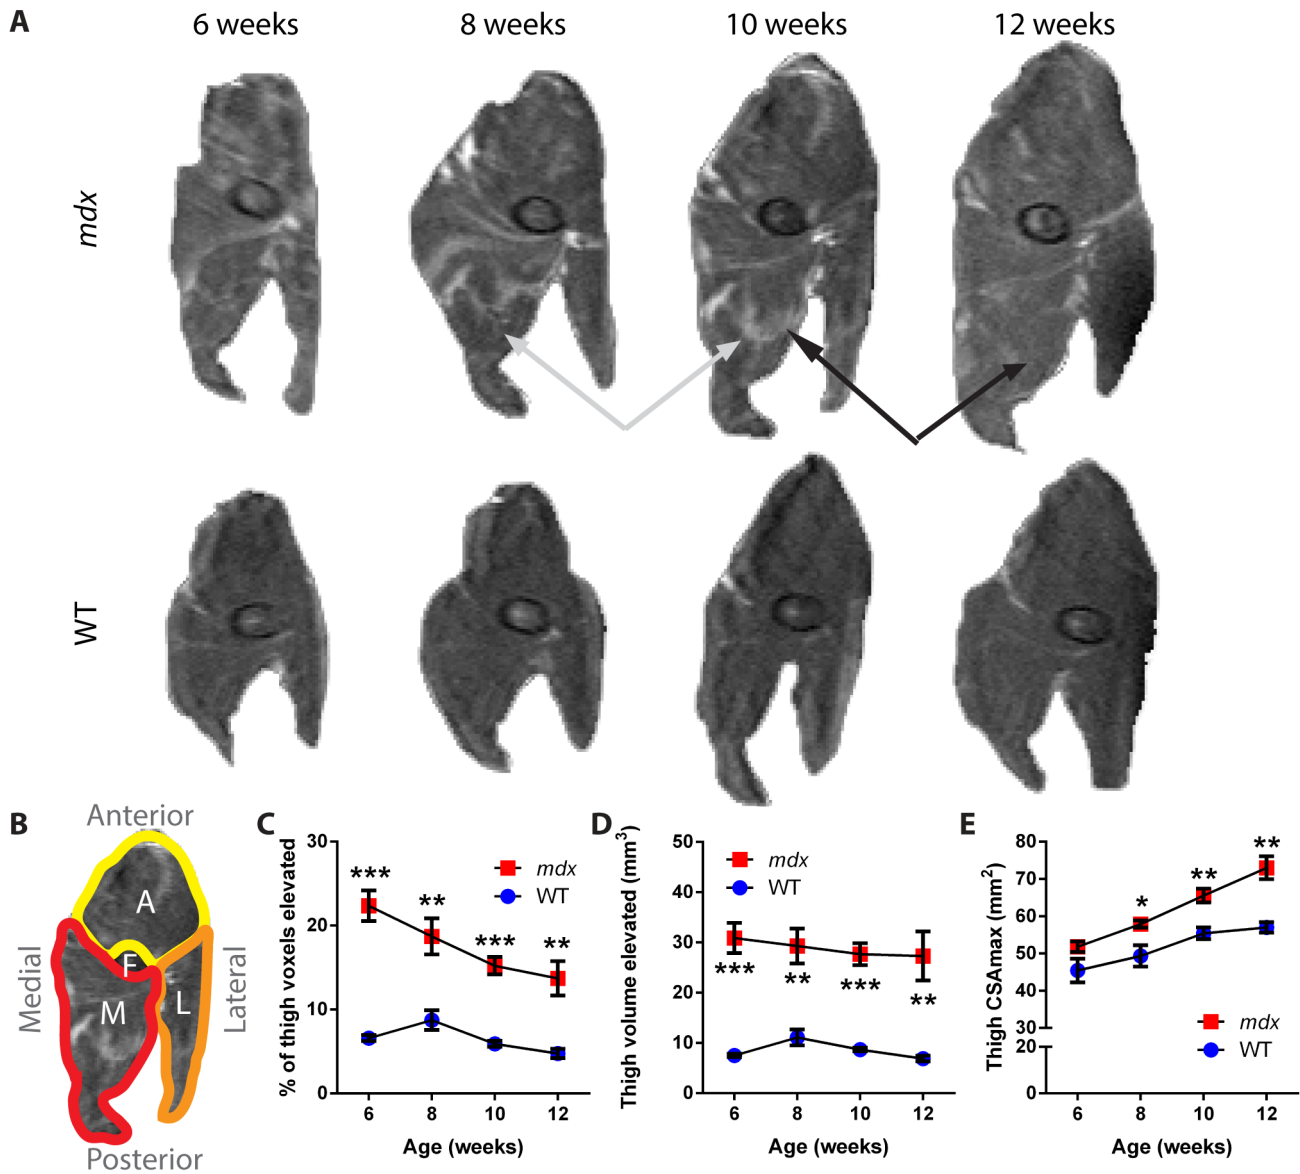 A
6 weeks
8 weeks
10 weeks
12 weeks
mdx
WT
B
Anterior
Medial
Lateral
Posterior
A
F
M
L
C
% of thigh voxels elevated
30
20
10
0
***
**
***
**
mdx
WT
6
8
10
12
Age (weeks)
D
Thigh volume elevated (mm³)
50
40
30
20
10
0
mdx
WT
***
**
***
**
6
8
10
12
Age (weeks)
E
Thigh CSAmax (mm²)
80
70
60
50
40
30
20
0
*
**
**
mdx
WT
6
8
10
12
Age (weeks)